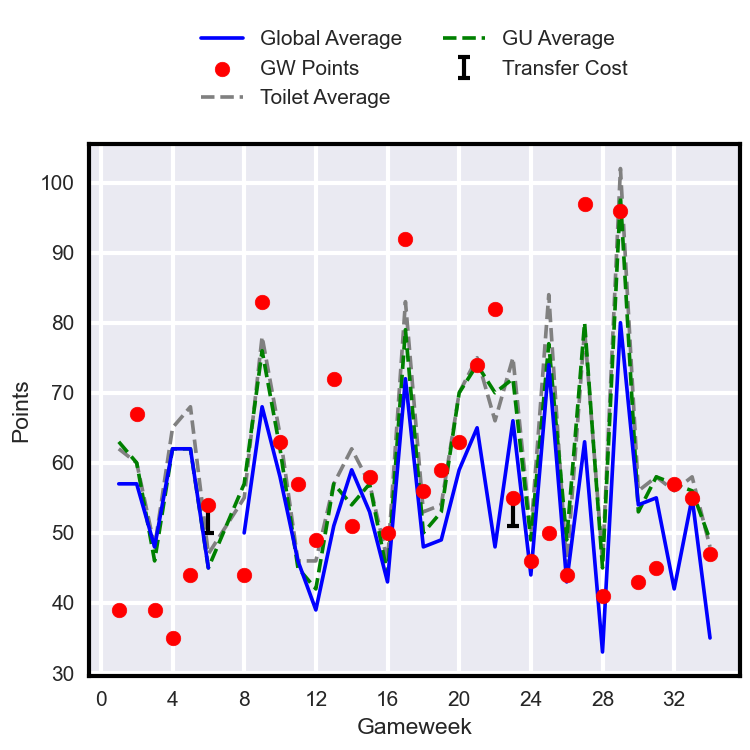 Global Average
GU Average
GW Points
Transfer Cost
Toilet Average
100
90
80
70
60
50
40
30
Points
0 4 8 12 16 20 24 28 32
Gameweek